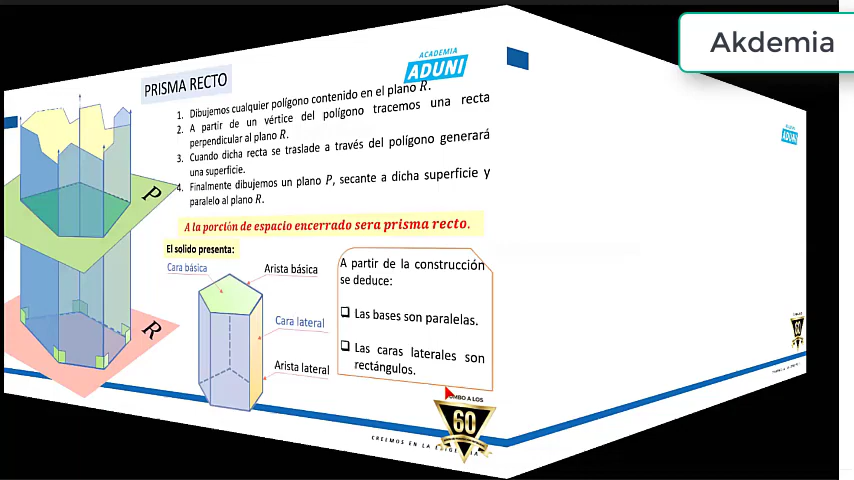 Akdemia
ACADEMIA
ADUNI
PRISMA RECTO
1. Dibujemos cualquier polígono contenido en el plano R.
2. A partir de un vértice del polígono tracemos una recta
perpendicular al plano R.
3. Cuando dicha recta se traslade a través del polígono generará
una superficie.
4. Finalmente dibujemos un plano P, secante a dicha superficie y
paralelo al plano R.
A la porción de espacio encerrado sera prisma recto.
El solido presenta:
Cara básica
Arista básica
Cara lateral
Arista lateral
A partir de la construcción
se deduce:
❑ Las bases son paralelas.
❑ Las caras laterales son
rectángulos.
P
R
A LOS
60
CREEMOS EN LA
ADUNI
60